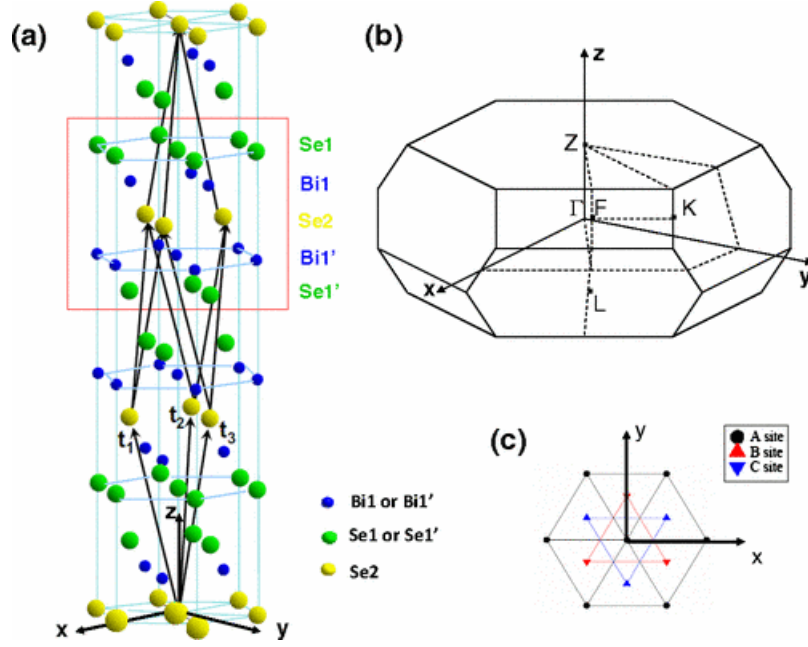 (a)
Se1
Bi1
Se2
Bi1'
Se1'
t1
t2
t3
z
x
y
Bi1 or Bi1'
Se1 or Se1'
Se2
(b)
z
Z
Γ
F
K
x
y
L
(c)
y
x
A site
B site
C site